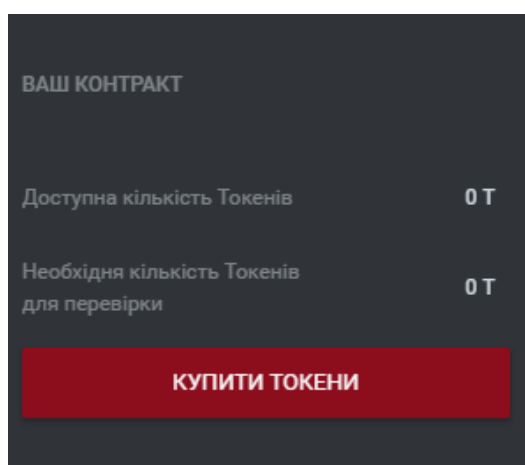 ВАШ КОНТРАКТ
Доступна кількість Токенів 0 Т
Необхідня кількість Токенів
для перевірки 0 Т
КУПИТИ ТОКЕНИ